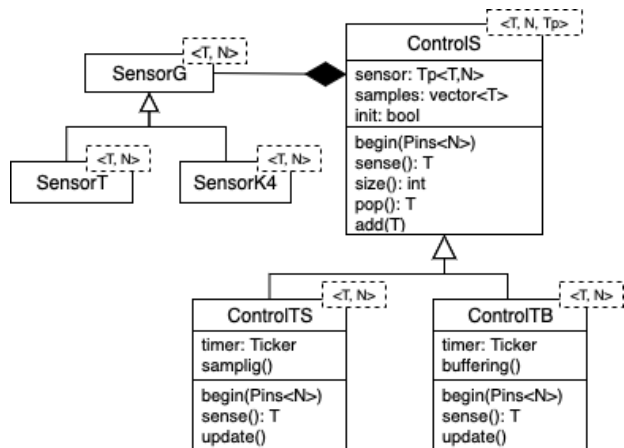 <T, N>
SensorG
<T, N>
SensorT
<T, N>
SensorK4
<T, N, Tp>
ControlS
sensor: Tp<T,N>
samples: vector<T>
init: bool
begin(Pins<N>)
sense(): T
size(): int
pop(): T
add(T)
<T, N>
ControlTS
timer: Ticker
samplig()
begin(Pins<N>)
sense(): T
update()
<T, N>
ControlTB
timer: Ticker
buffering()
begin(Pins<N>)
sense(): T
update()